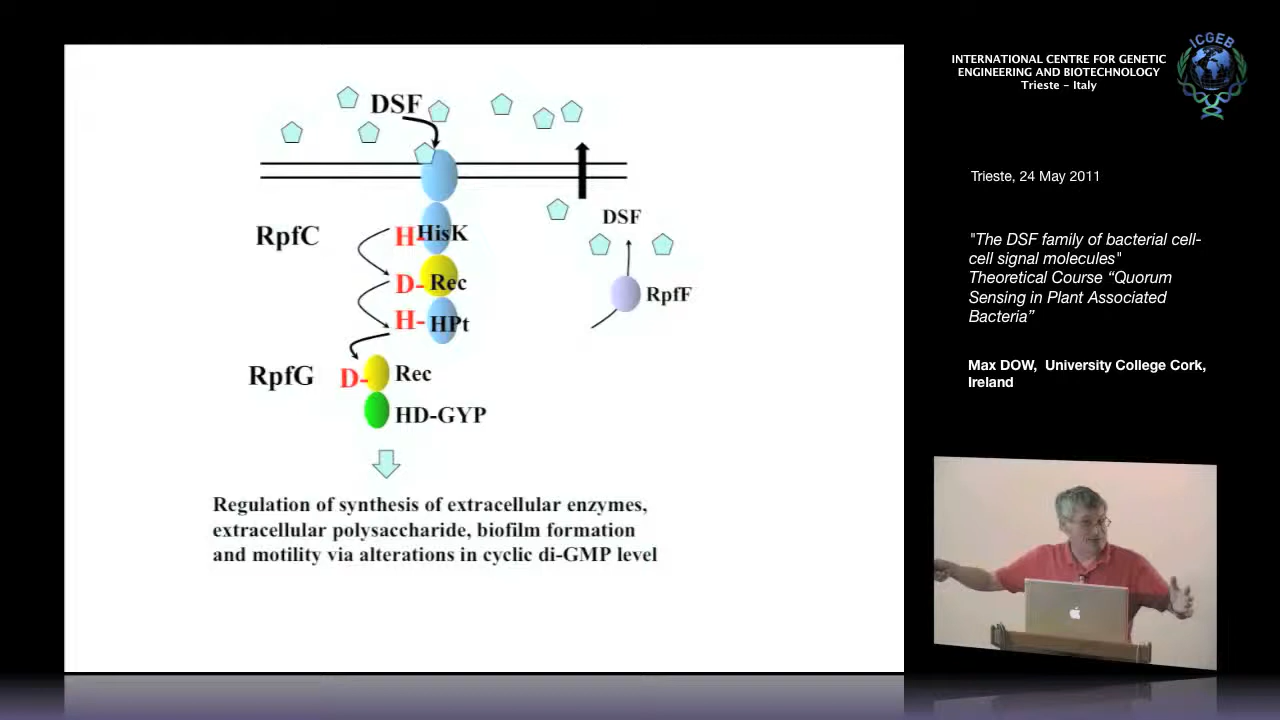 DSF
DSF
RpfC
H-HisK
D- Rec
RpfF
H- HPt
RpfG
D-
Rec
HD-GYP
Regulation of synthesis of extracellular enzymes,
extracellular polysaccharide, biofilm formation
and motility via alterations in cyclic di-GMP level
INTERNATIONAL CENTRE FOR GENETIC
ENGINEERING AND BIOTECHNOLOGY
Trieste - Italy
ICGEB
Trieste, 24 May 2011
"The DSF family of bacterial cell-
cell signal molecules"
Theoretical Course “Quorum
Sensing in Plant Associated
Bacteria”
Max DOW, University College Cork,
Ireland